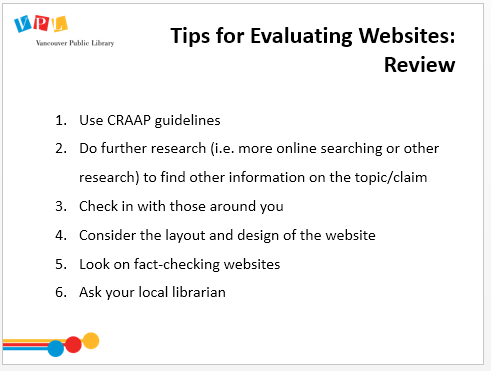 VPL
Vancouver Public Library
Tips for Evaluating Websites:
Review
1. Use CRAAP guidelines
2. Do further research (i.e. more online searching or other
research) to find other information on the topic/claim
3. Check in with those around you
4. Consider the layout and design of the website
5. Look on fact-checking websites
6. Ask your local librarian